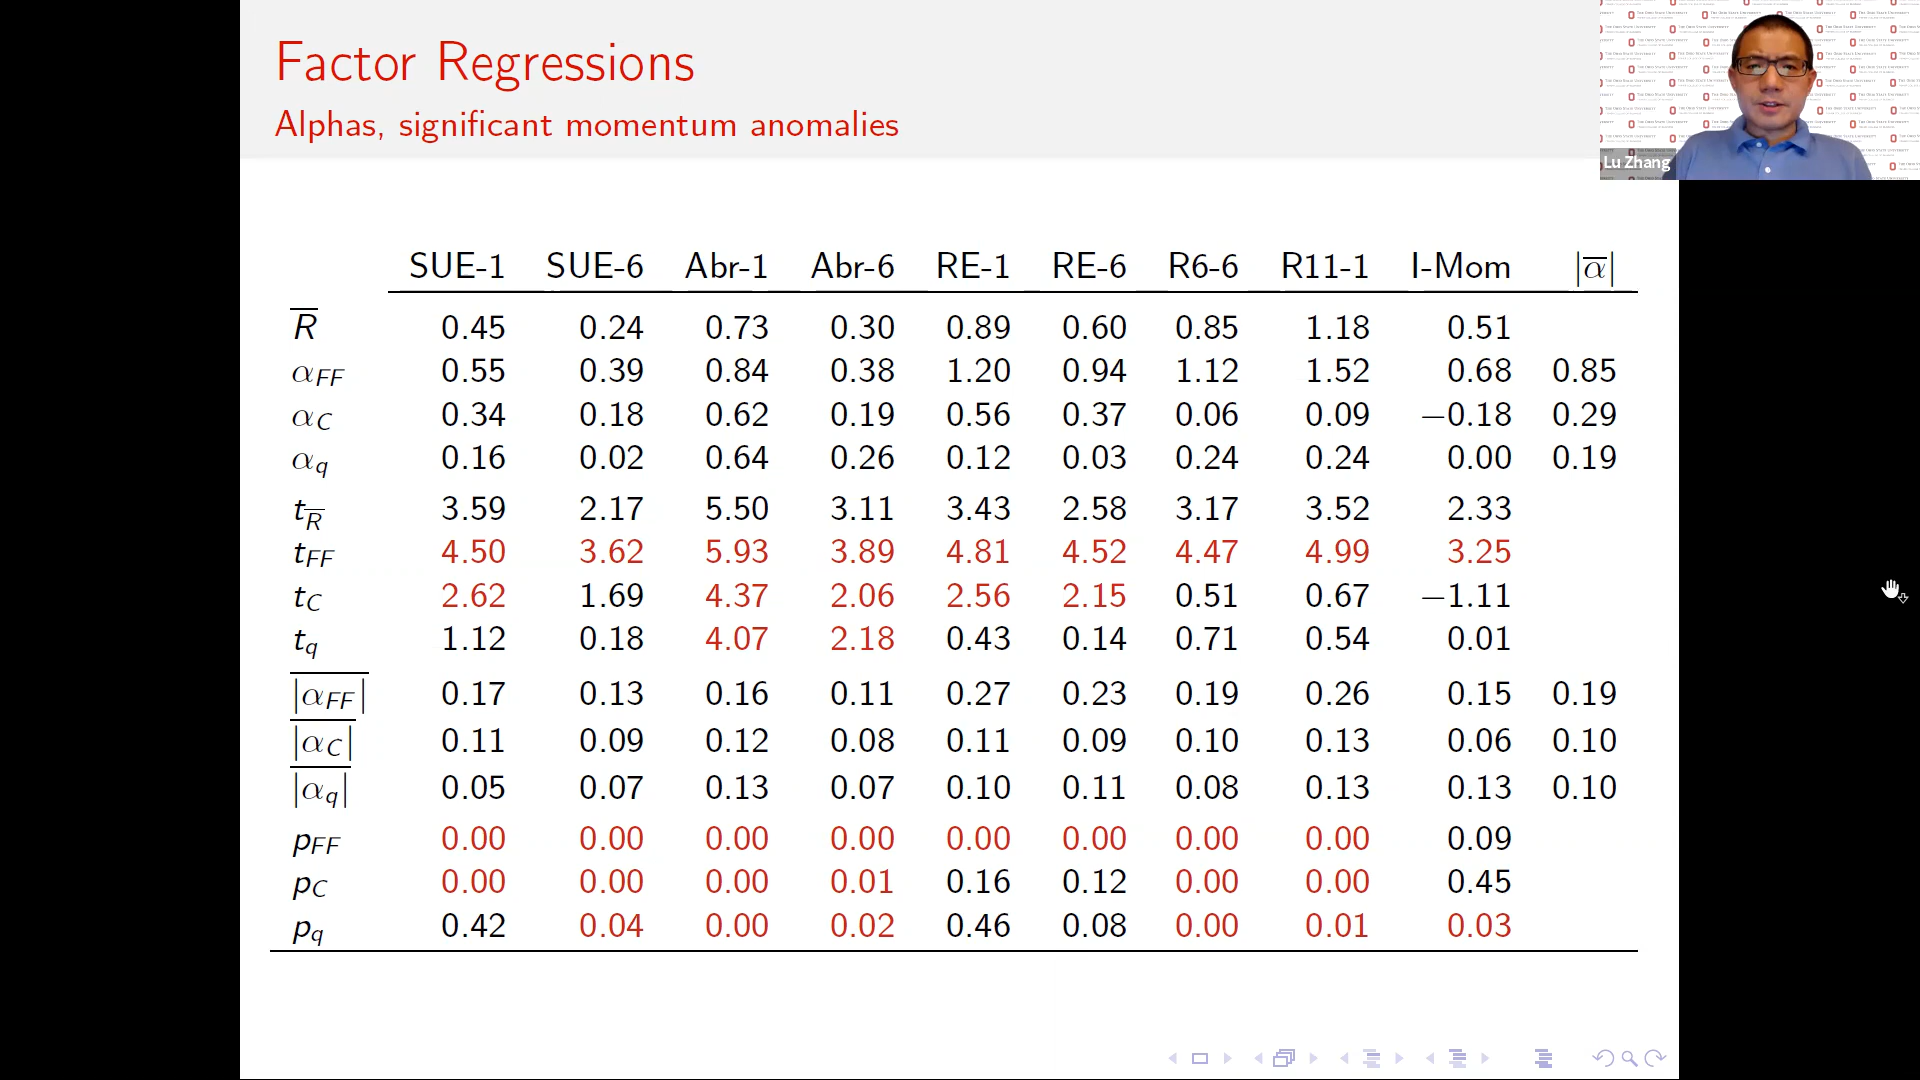 Factor Regressions
Alphas, significant momentum anomalies
Lu Zhang
SUE-1 SUE-6 Abr-1 Abr-6 RE-1 RE-6 R6-6 R11-1 I-Mom |α̅|
R̅ 0.45 0.24 0.73 0.30 0.89 0.60 0.85 1.18 0.51
α_FF 0.55 0.39 0.84 0.38 1.20 0.94 1.12 1.52 0.68 0.85
α_C 0.34 0.18 0.62 0.19 0.56 0.37 0.06 0.09 −0.18 0.29
α_q 0.16 0.02 0.64 0.26 0.12 0.03 0.24 0.24 0.00 0.19
t_R̅ 3.59 2.17 5.50 3.11 3.43 2.58 3.17 3.52 2.33
t_FF 4.50 3.62 5.93 3.89 4.81 4.52 4.47 4.99 3.25
t_C 2.62 1.69 4.37 2.06 2.56 2.15 0.51 0.67 −1.11
t_q 1.12 0.18 4.07 2.18 0.43 0.14 0.71 0.54 0.01
|α_FF| 0.17 0.13 0.16 0.11 0.27 0.23 0.19 0.26 0.15 0.19
|α_C| 0.11 0.09 0.12 0.08 0.11 0.09 0.10 0.13 0.06 0.10
|α_q| 0.05 0.07 0.13 0.07 0.10 0.11 0.08 0.13 0.13 0.10
p_FF 0.00 0.00 0.00 0.00 0.00 0.00 0.00 0.00 0.09
p_C 0.00 0.00 0.00 0.01 0.16 0.12 0.00 0.00 0.45
p_q 0.42 0.04 0.00 0.02 0.46 0.08 0.00 0.01 0.03